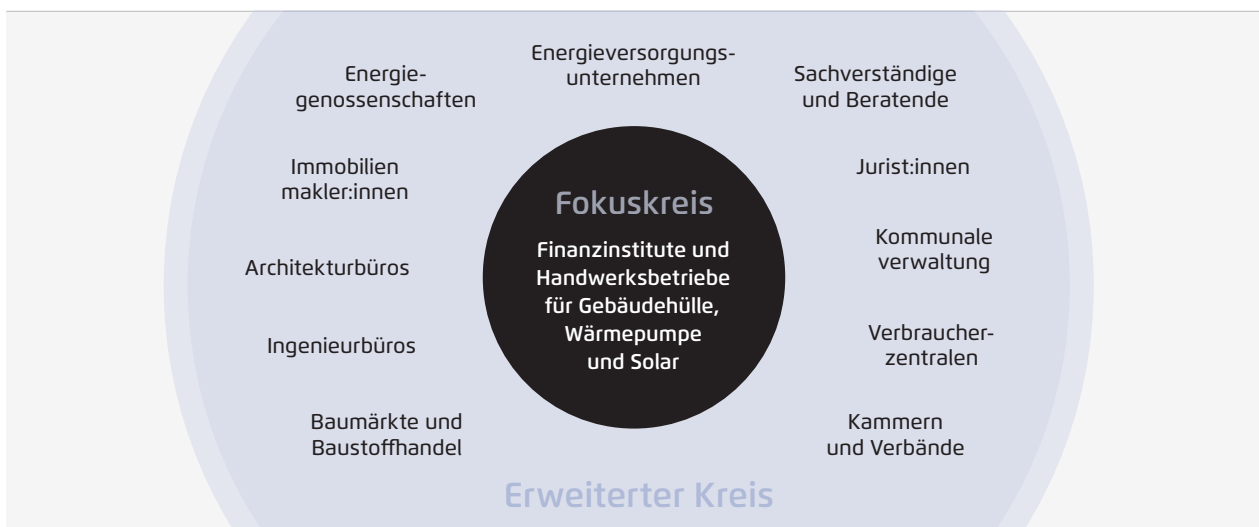 Energieversorgungs-
unternehmen
Energie-
genossenschaften
Sachverständige
und Beratende
Immobilien
makler:innen
Jurist:innen
Fokuskreis
Finanzinstitute und
Handwerksbetriebe
für Gebäudehülle,
Wärmepumpe
und Solar
Kommunale
verwaltung
Architekturbüros
Ingenieurbüros
Verbraucher-
zentralen
Baumärkte und
Baustoffhandel
Kammern
und Verbände
Erweiterter Kreis